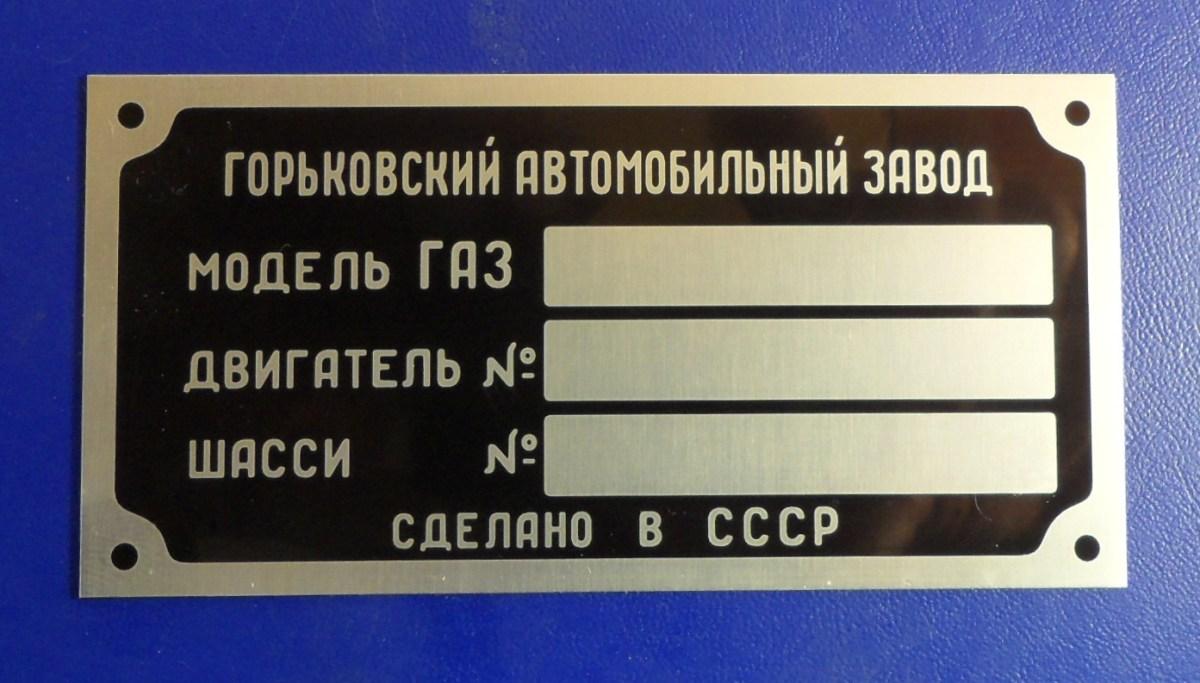 ГОРЬКОВСКИЙ АВТОМОБИЛЬНЫЙ ЗАВОД
МОДЕЛЬ ГАЗ
ДВИГАТЕЛЬ №
ШАССИ №
СДЕЛАНО В СССР